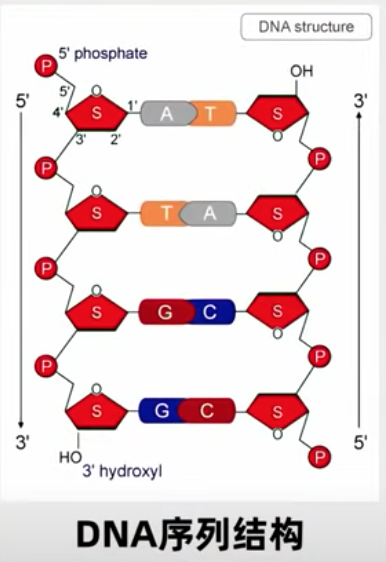 DNA structure
5' phosphate
P
OH
5'
5'
O
3'
4'
S
1'
A
T
S
3'
2'
O
P
P
O
S
T
A
S
O
P
P
O
S
G
C
S
O
P
P
O
S
G
C
S
O
3'
HO
5'
3' hydroxyl
P
DNA序列结构